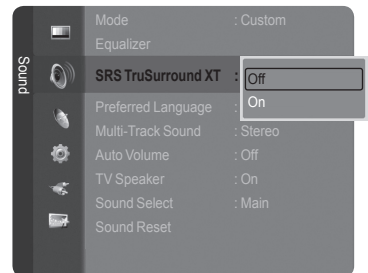 Sound
Mode : Custom
Equalizer
SRS TruSurround XT :
Off
On
Preferred Language :
Multi-Track Sound : Stereo
Auto Volume : Off
TV Speaker : On
Sound Select : Main
Sound Reset